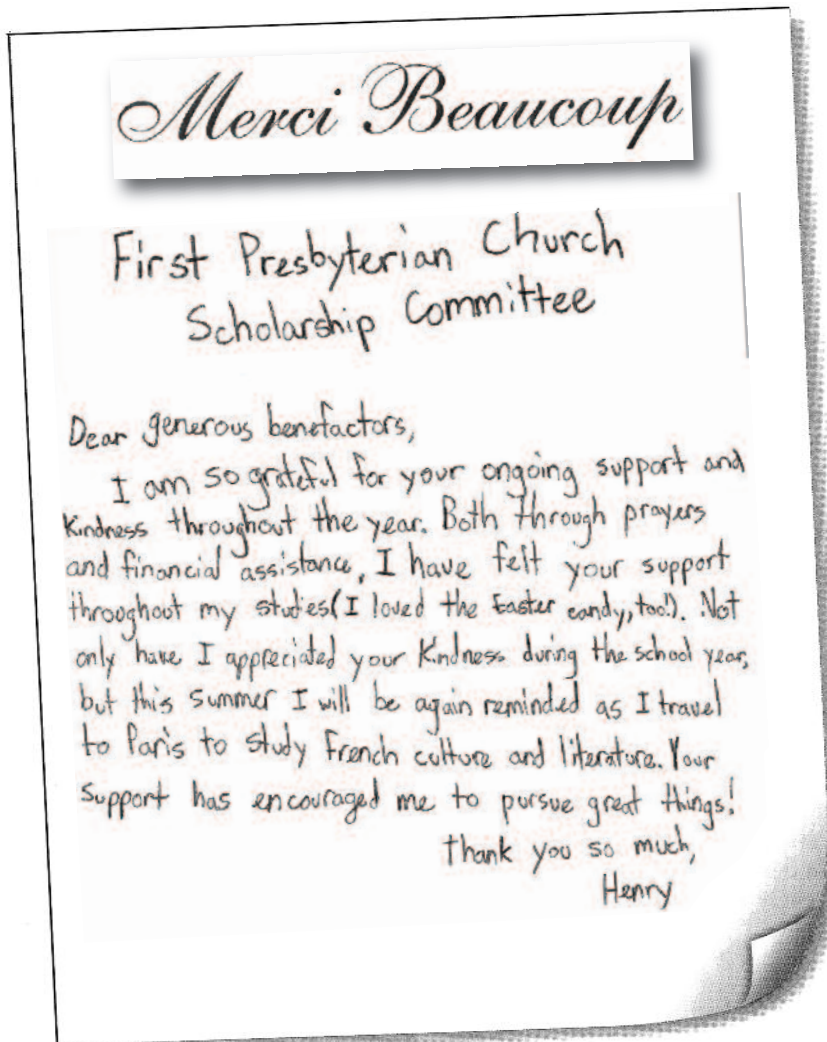 Merci Beaucoup
First Presbyterian Church
Scholarship Committee
Dear generous benefactors,
I am so grateful for your ongoing support and
Kindness throughout the year. Both through prayers
and financial assistance, I have felt your support
throughout my studies (I loved the Easter candy, too!). Not
only have I appreciated your Kindness during the school year,
but this summer I will be again reminded as I travel
to Paris to study French culture and literature. Your
support has encouraged me to pursue great things!
Thank you so much,
Henry